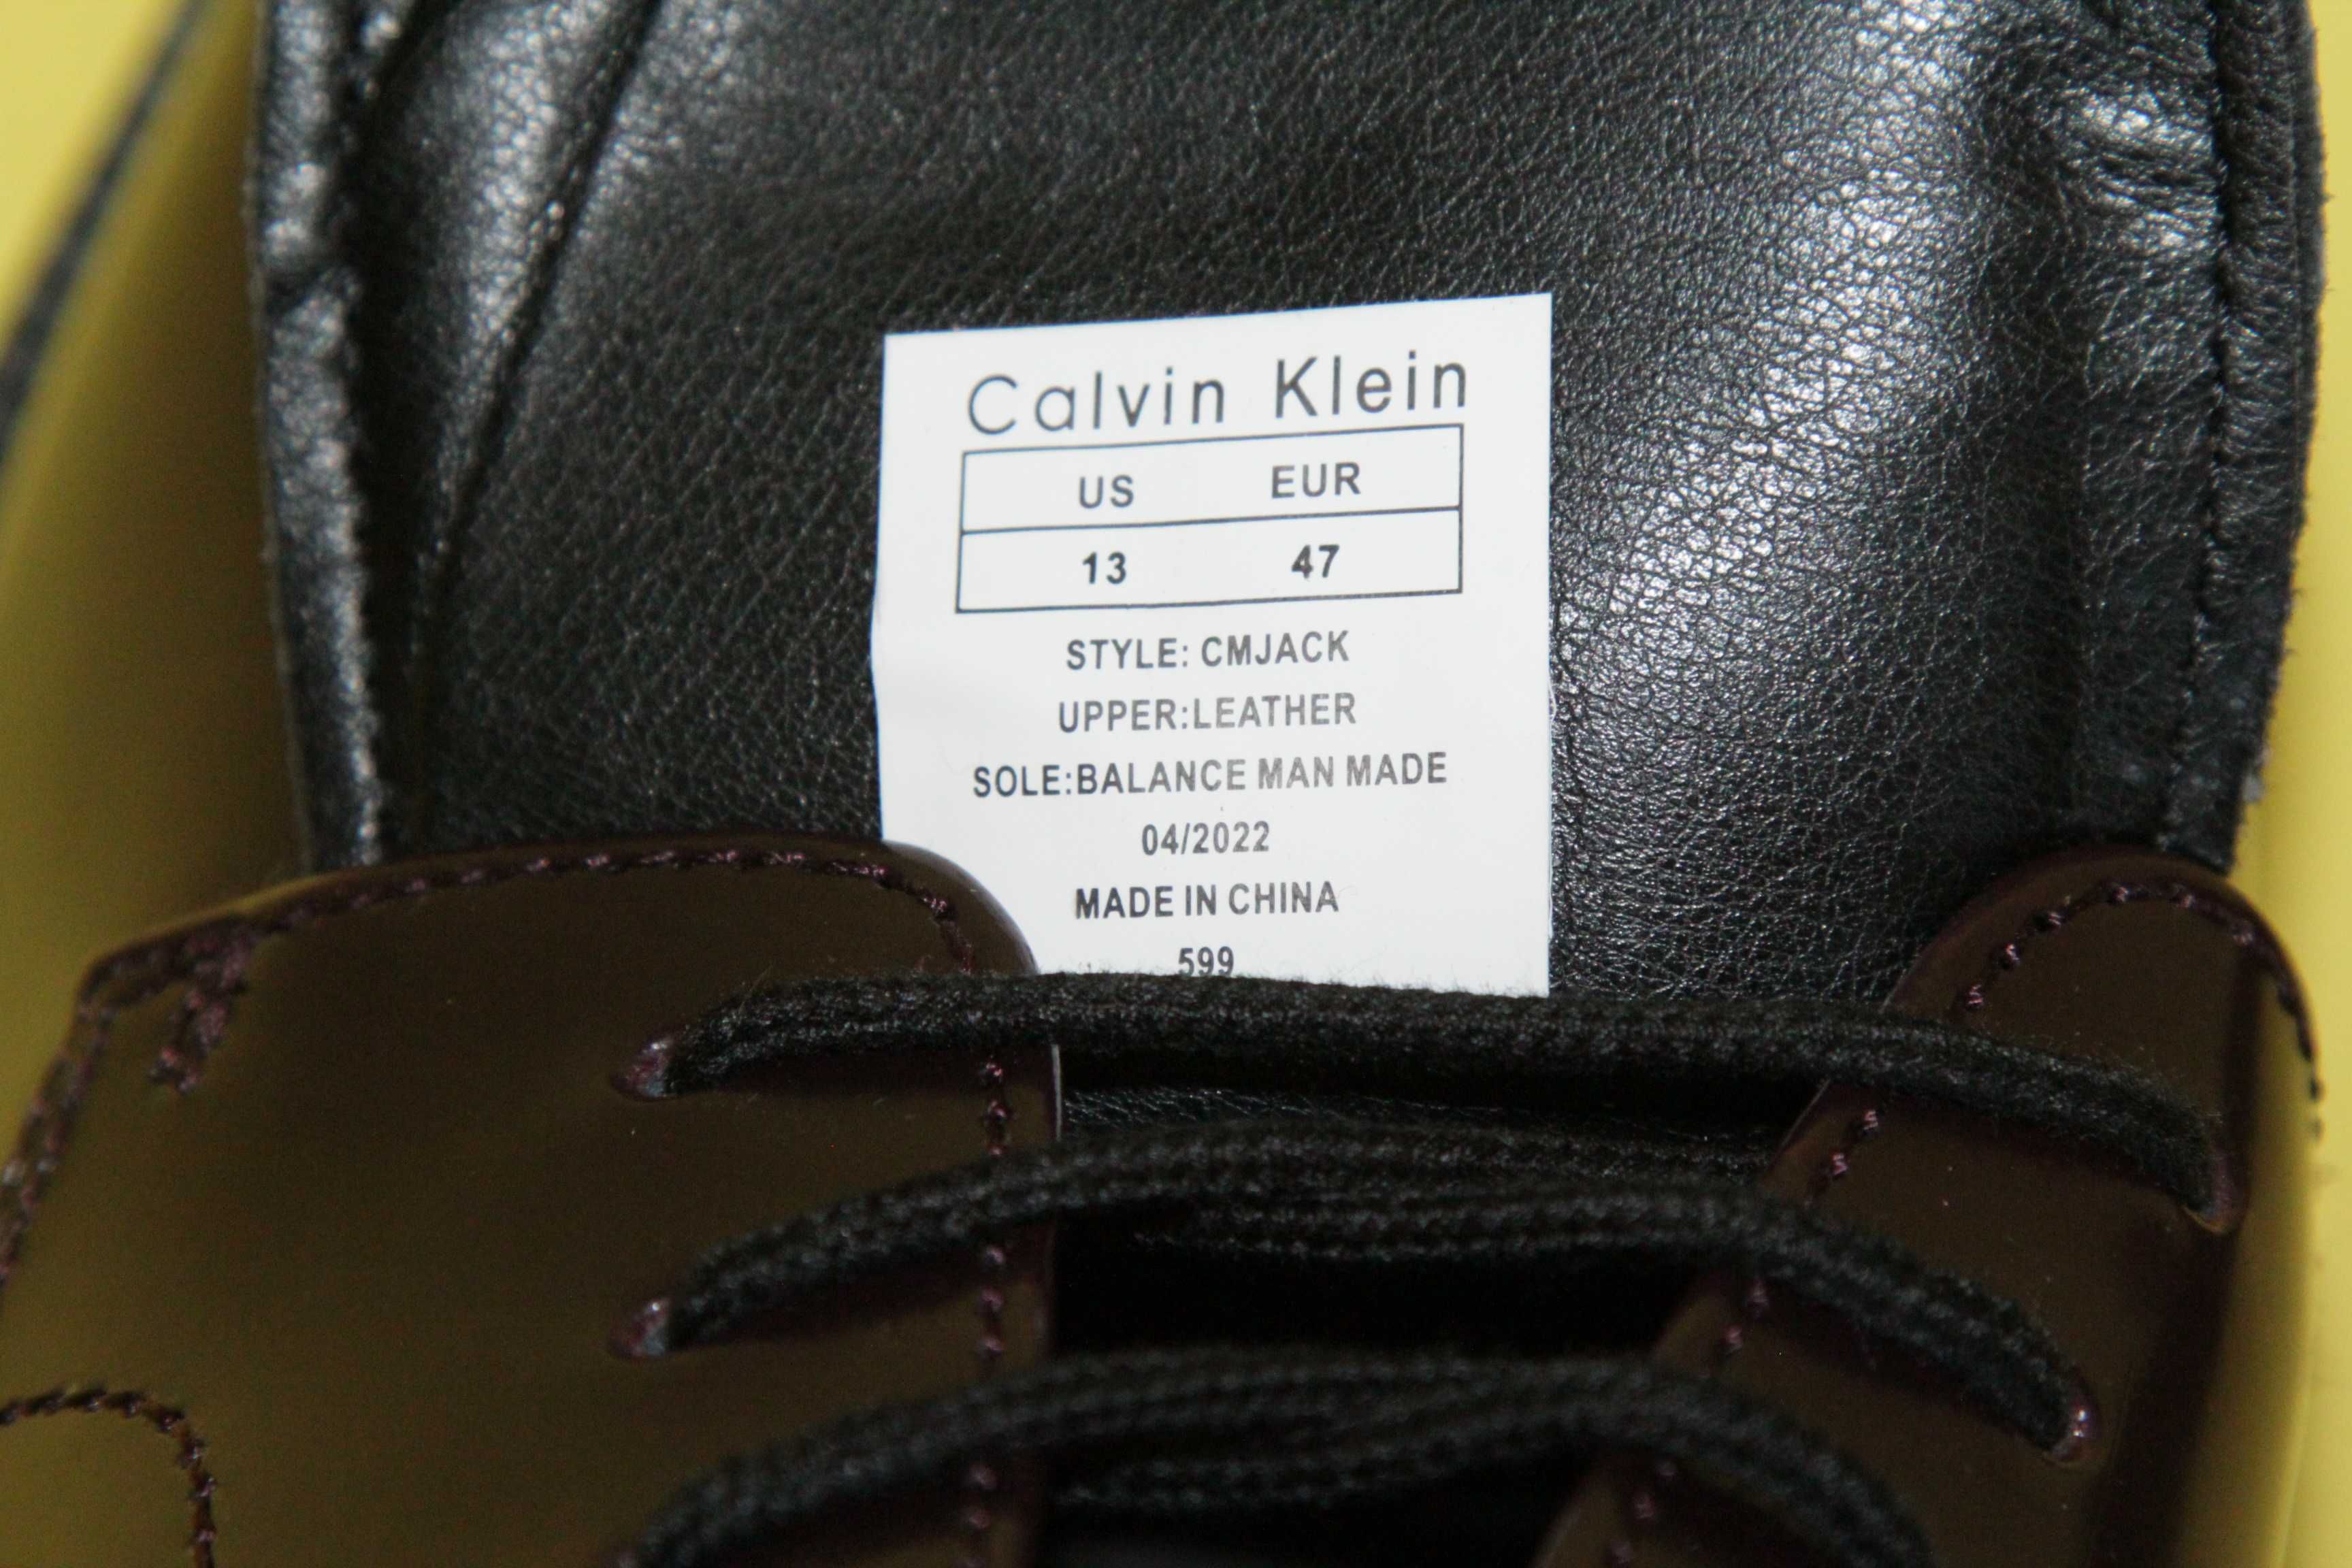 Calvin Klein
US EUR
13 47
STYLE: CMJACK
UPPER:LEATHER
SOLE:BALANCE MAN MADE
04/2022
MADE IN CHINA
599